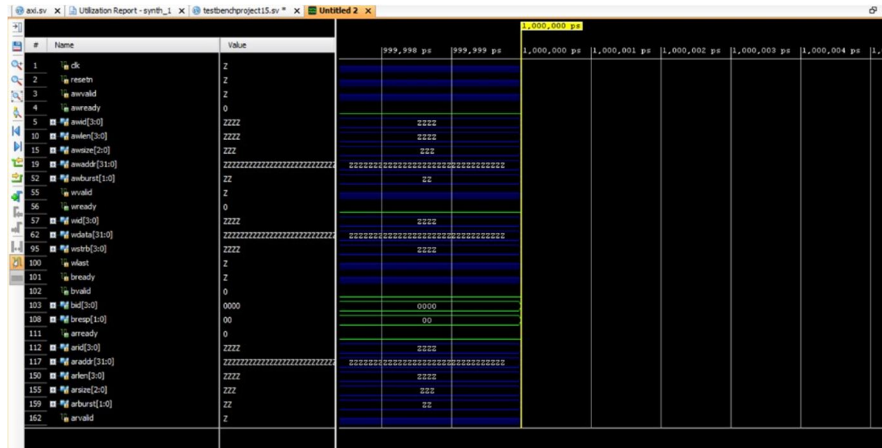 axi.sv x Utilization Report - synth_1 x testbenchproject15.sv * x Untitled 2 x
1,000,000 ps
# Name Value 999,998 ps 999,999 ps 1,000,000 ps 1,000,001 ps 1,000,002 ps 1,000,003 ps 1,000,004 ps 1,
1 clk Z
2 resetn Z
3 awvalid Z
4 awready 0
5 awid[3:0] ZZZZ ZZZZ
10 awlen[3:0] ZZZZ ZZZZ
15 awsize[2:0] ZZZ ZZZ
19 awaddr[31:0]
52 awburst[1:0] ZZ ZZ
55 wvalid Z
56 wready 0
57 wid[3:0] ZZZZ ZZZZ
62 wdata[31:0]
95 wstrb[3:0] ZZZZ ZZZZ
100 wlast Z
101 bready Z
102 bvalid 0
103 bid[3:0] 0000 0000
108 bresp[1:0] 00 00
111 arready 0
112 arid[3:0] ZZZZ ZZZZ
117 araddr[31:0]
150 arlen[3:0] ZZZZ ZZZZ
155 arsize[2:0] ZZZ ZZZ
159 arburst[1:0] ZZ ZZ
162 arvalid Z